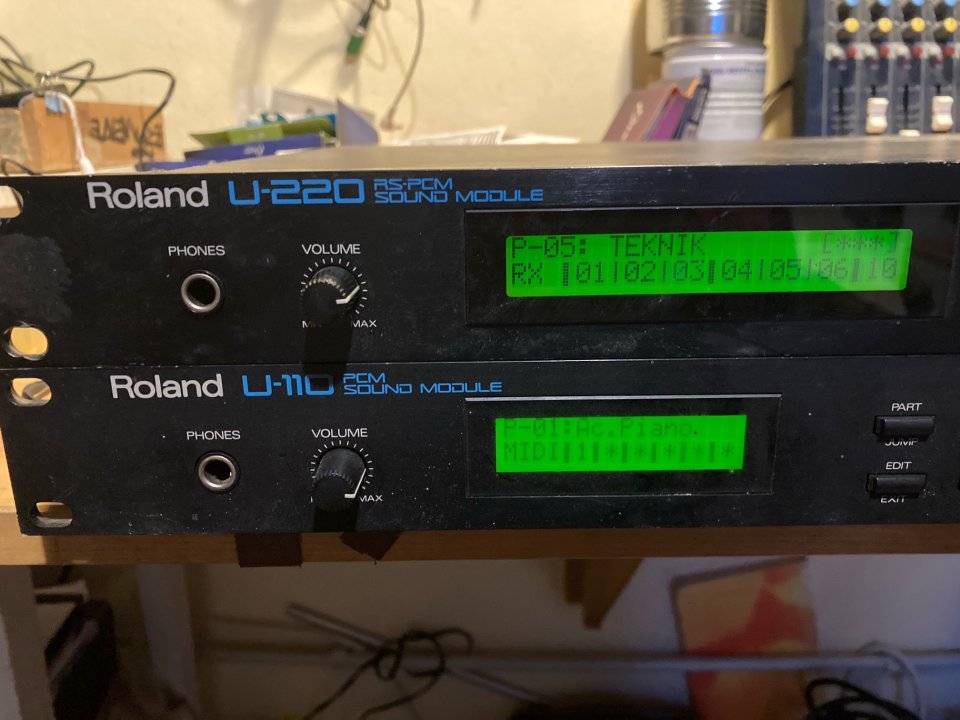 Roland U-220 RS-PCM
SOUND MODULE
PHONES
VOLUME
MAX
P-05: TEKNIK [***]
RX |01|02|03|04|05|06|10
Roland U-110 PCM
SOUND MODULE
PHONES
VOLUME
MAX
P-01:Ac.Piano.
MIDI|1|*|*|*|*|*
PART
JUMP
EDIT
EXIT